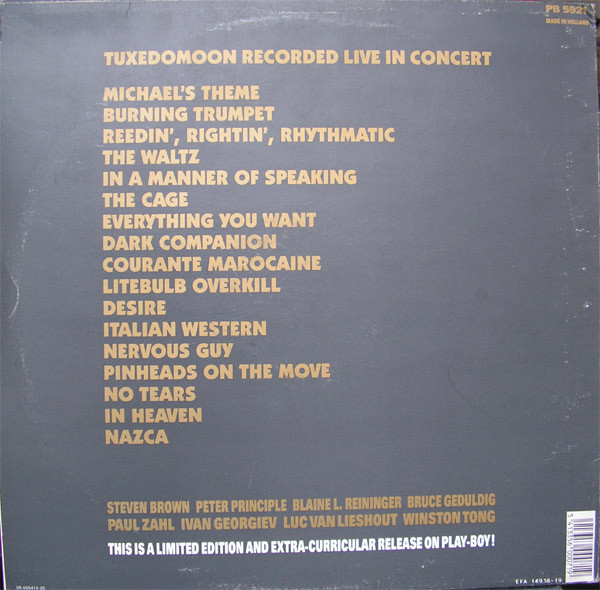 PB 5921
MADE IN HOLLAND
TUXEDOMOON RECORDED LIVE IN CONCERT
MICHAEL'S THEME
BURNING TRUMPET
REEDIN', RIGHTIN', RHYTHMATIC
THE WALTZ
IN A MANNER OF SPEAKING
THE CAGE
EVERYTHING YOU WANT
DARK COMPANION
COURANTE MAROCAINE
LITEBULB OVERKILL
DESIRE
ITALIAN WESTERN
NERVOUS GUY
PINHEADS ON THE MOVE
NO TEARS
IN HEAVEN
NAZCA
STEVEN BROWN PETER PRINCIPLE BLAINE L. REININGER BRUCE GEDULDIG
PAUL ZAHL IVAN GEORGIEV LUC VAN LIESHOUT WINSTON TONG
THIS IS A LIMITED EDITION AND EXTRA-CURRICULAR RELEASE ON PLAY-BOY!
EFA 14938-19